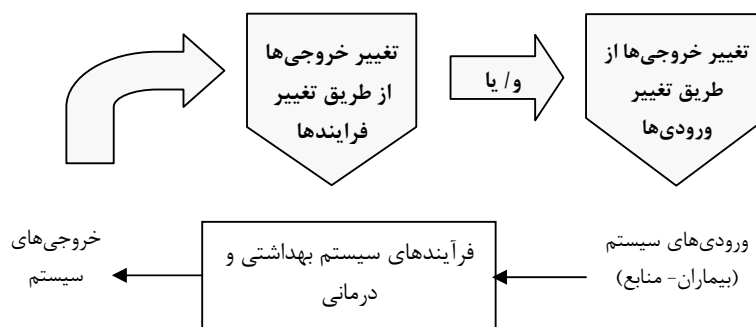 تغییر خروجی‌ها از
طریق تغییر
ورودی‌ها
و/ یا
تغییر خروجی‌ها
از طریق تغییر
فرایندها
ورودی‌های سیستم
(بیماران- منابع)
فرآیندهای سیستم بهداشتی و
درمانی
خروجی‌های
سیستم